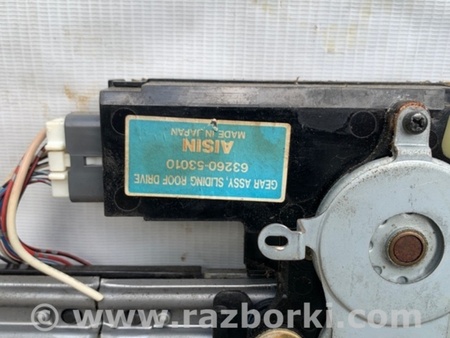 GEAR ASSY, SLIDING ROOF DRIVE
63260-53010
AISIN
MADE IN JAPAN
www.razborki.com